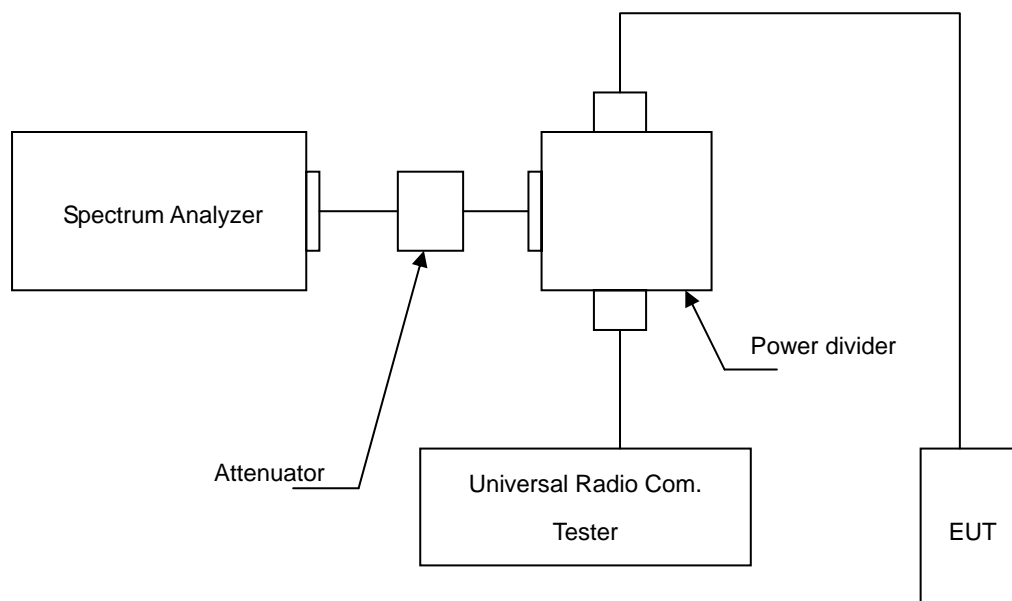 Spectrum Analyzer
Power divider
Attenuator
Universal Radio Com.
Tester
EUT